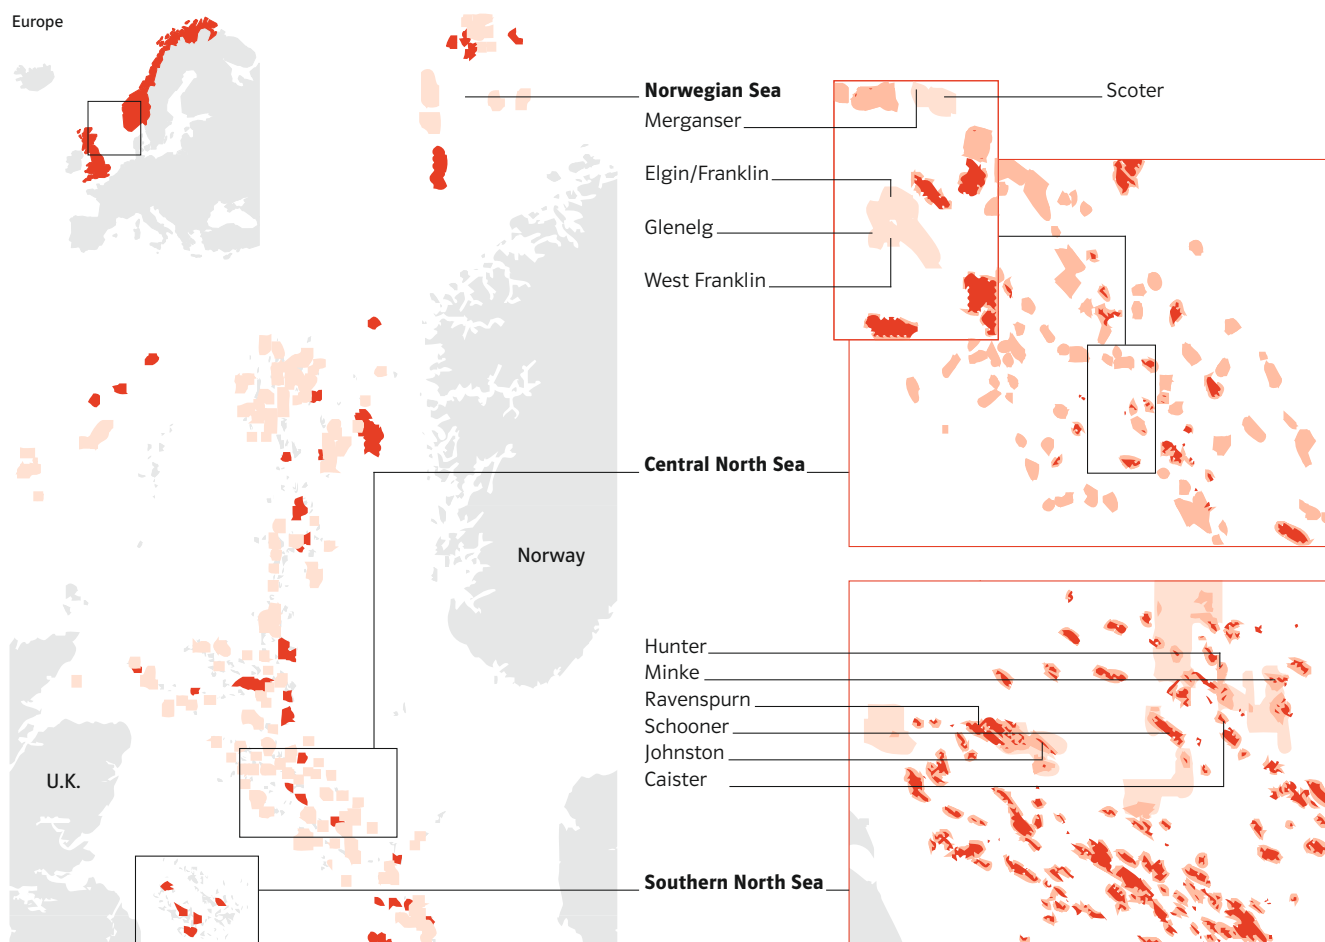 Europe
Norwegian Sea
Merganser
Scoter
Elgin/Franklin
Glenelg
West Franklin
Central North Sea
Norway
Hunter
Minke
Ravenspurn
Schooner
Johnston
Caister
U.K.
Southern North Sea